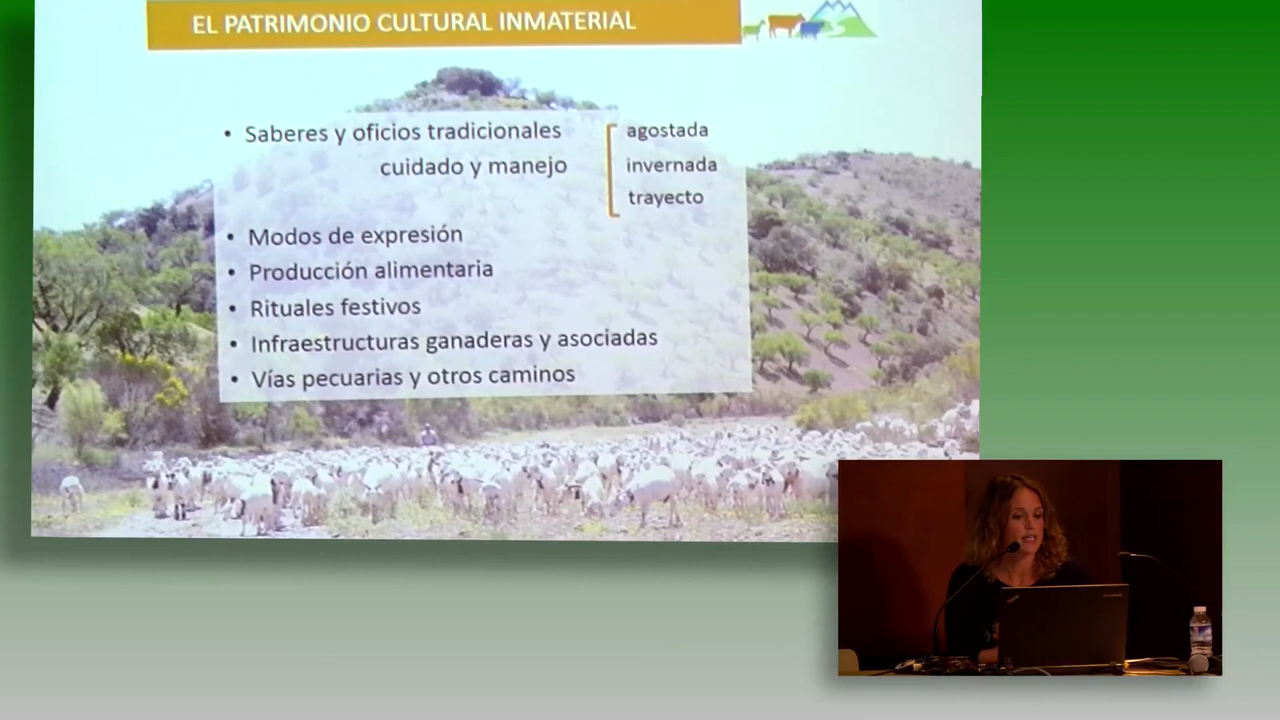 EL PATRIMONIO CULTURAL INMATERIAL
• Saberes y oficios tradicionales
cuidado y manejo
agostada
invernada
trayecto
• Modos de expresión
• Producción alimentaria
• Rituales festivos
• Infraestructuras ganaderas y asociadas
• Vías pecuarias y otros caminos